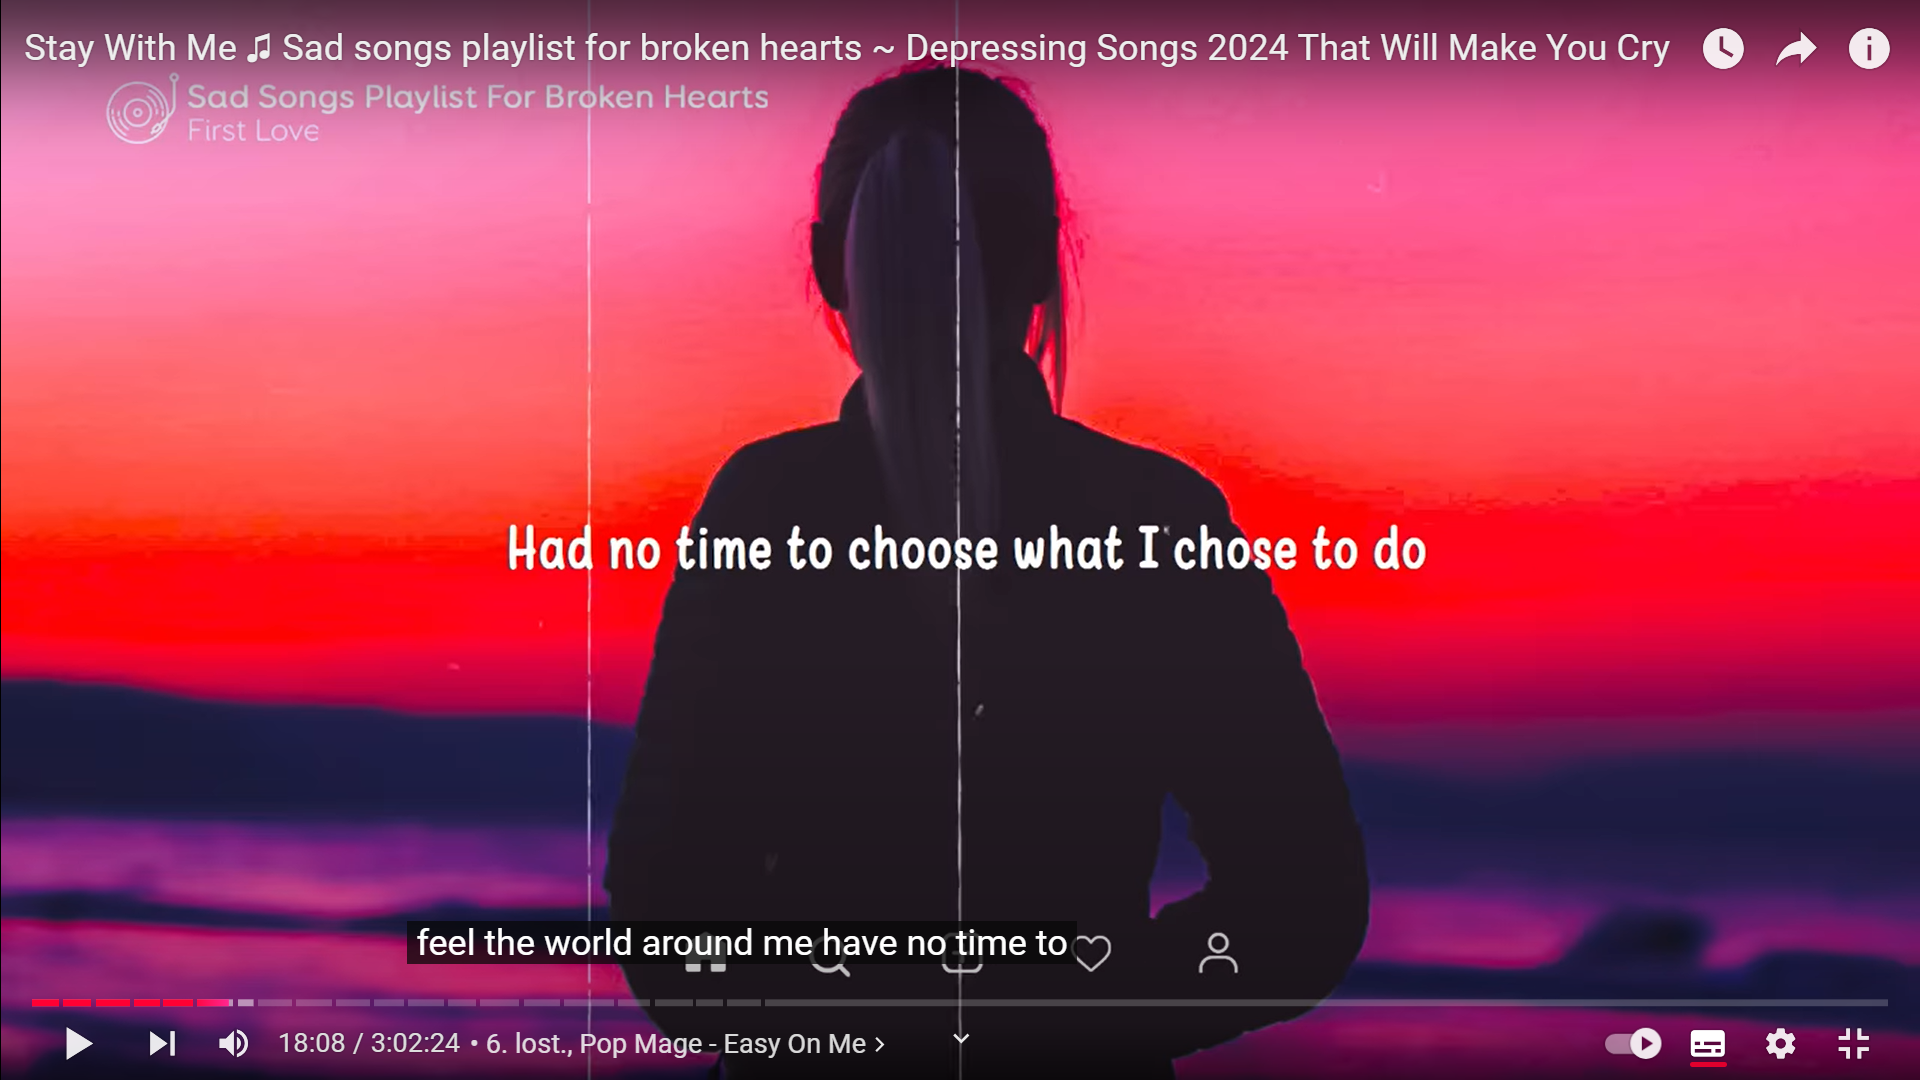 Stay With Me ♫ Sad songs playlist for broken hearts ~ Depressing Songs 2024 That Will Make You Cry
Sad Songs Playlist For Broken Hearts
First Love
Had no time to choose what I chose to do
feel the world around me have no time to
18:08 / 3:02:24 • 6. lost., Pop Mage - Easy On Me >